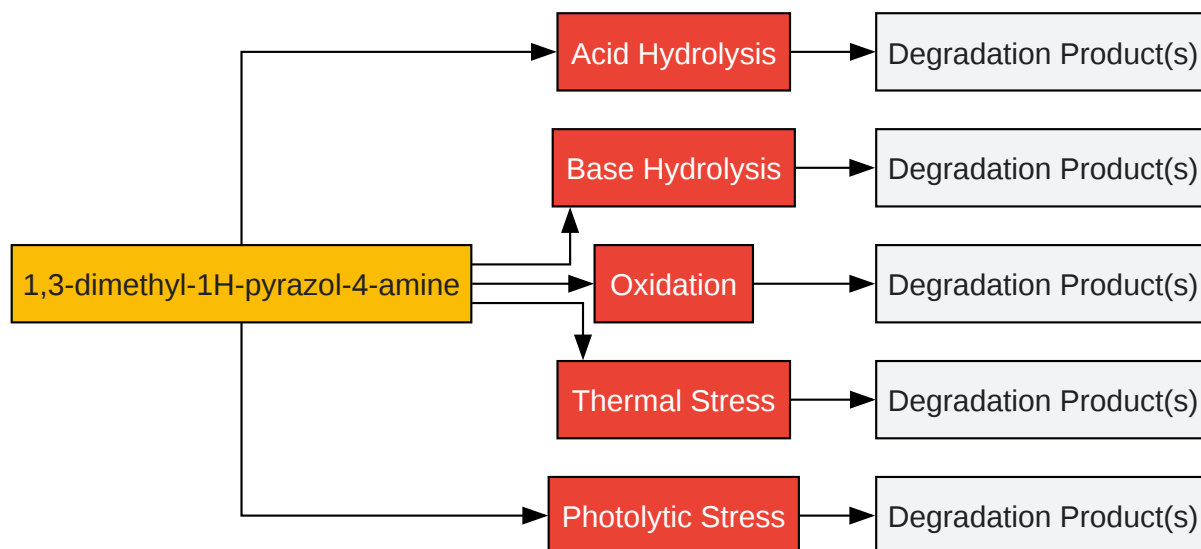 Acid Hydrolysis
Degradation Product(s)
Base Hydrolysis
Degradation Product(s)
1,3-dimethyl-1H-pyrazol-4-amine
Oxidation
Degradation Product(s)
Thermal Stress
Degradation Product(s)
Photolytic Stress
Degradation Product(s)